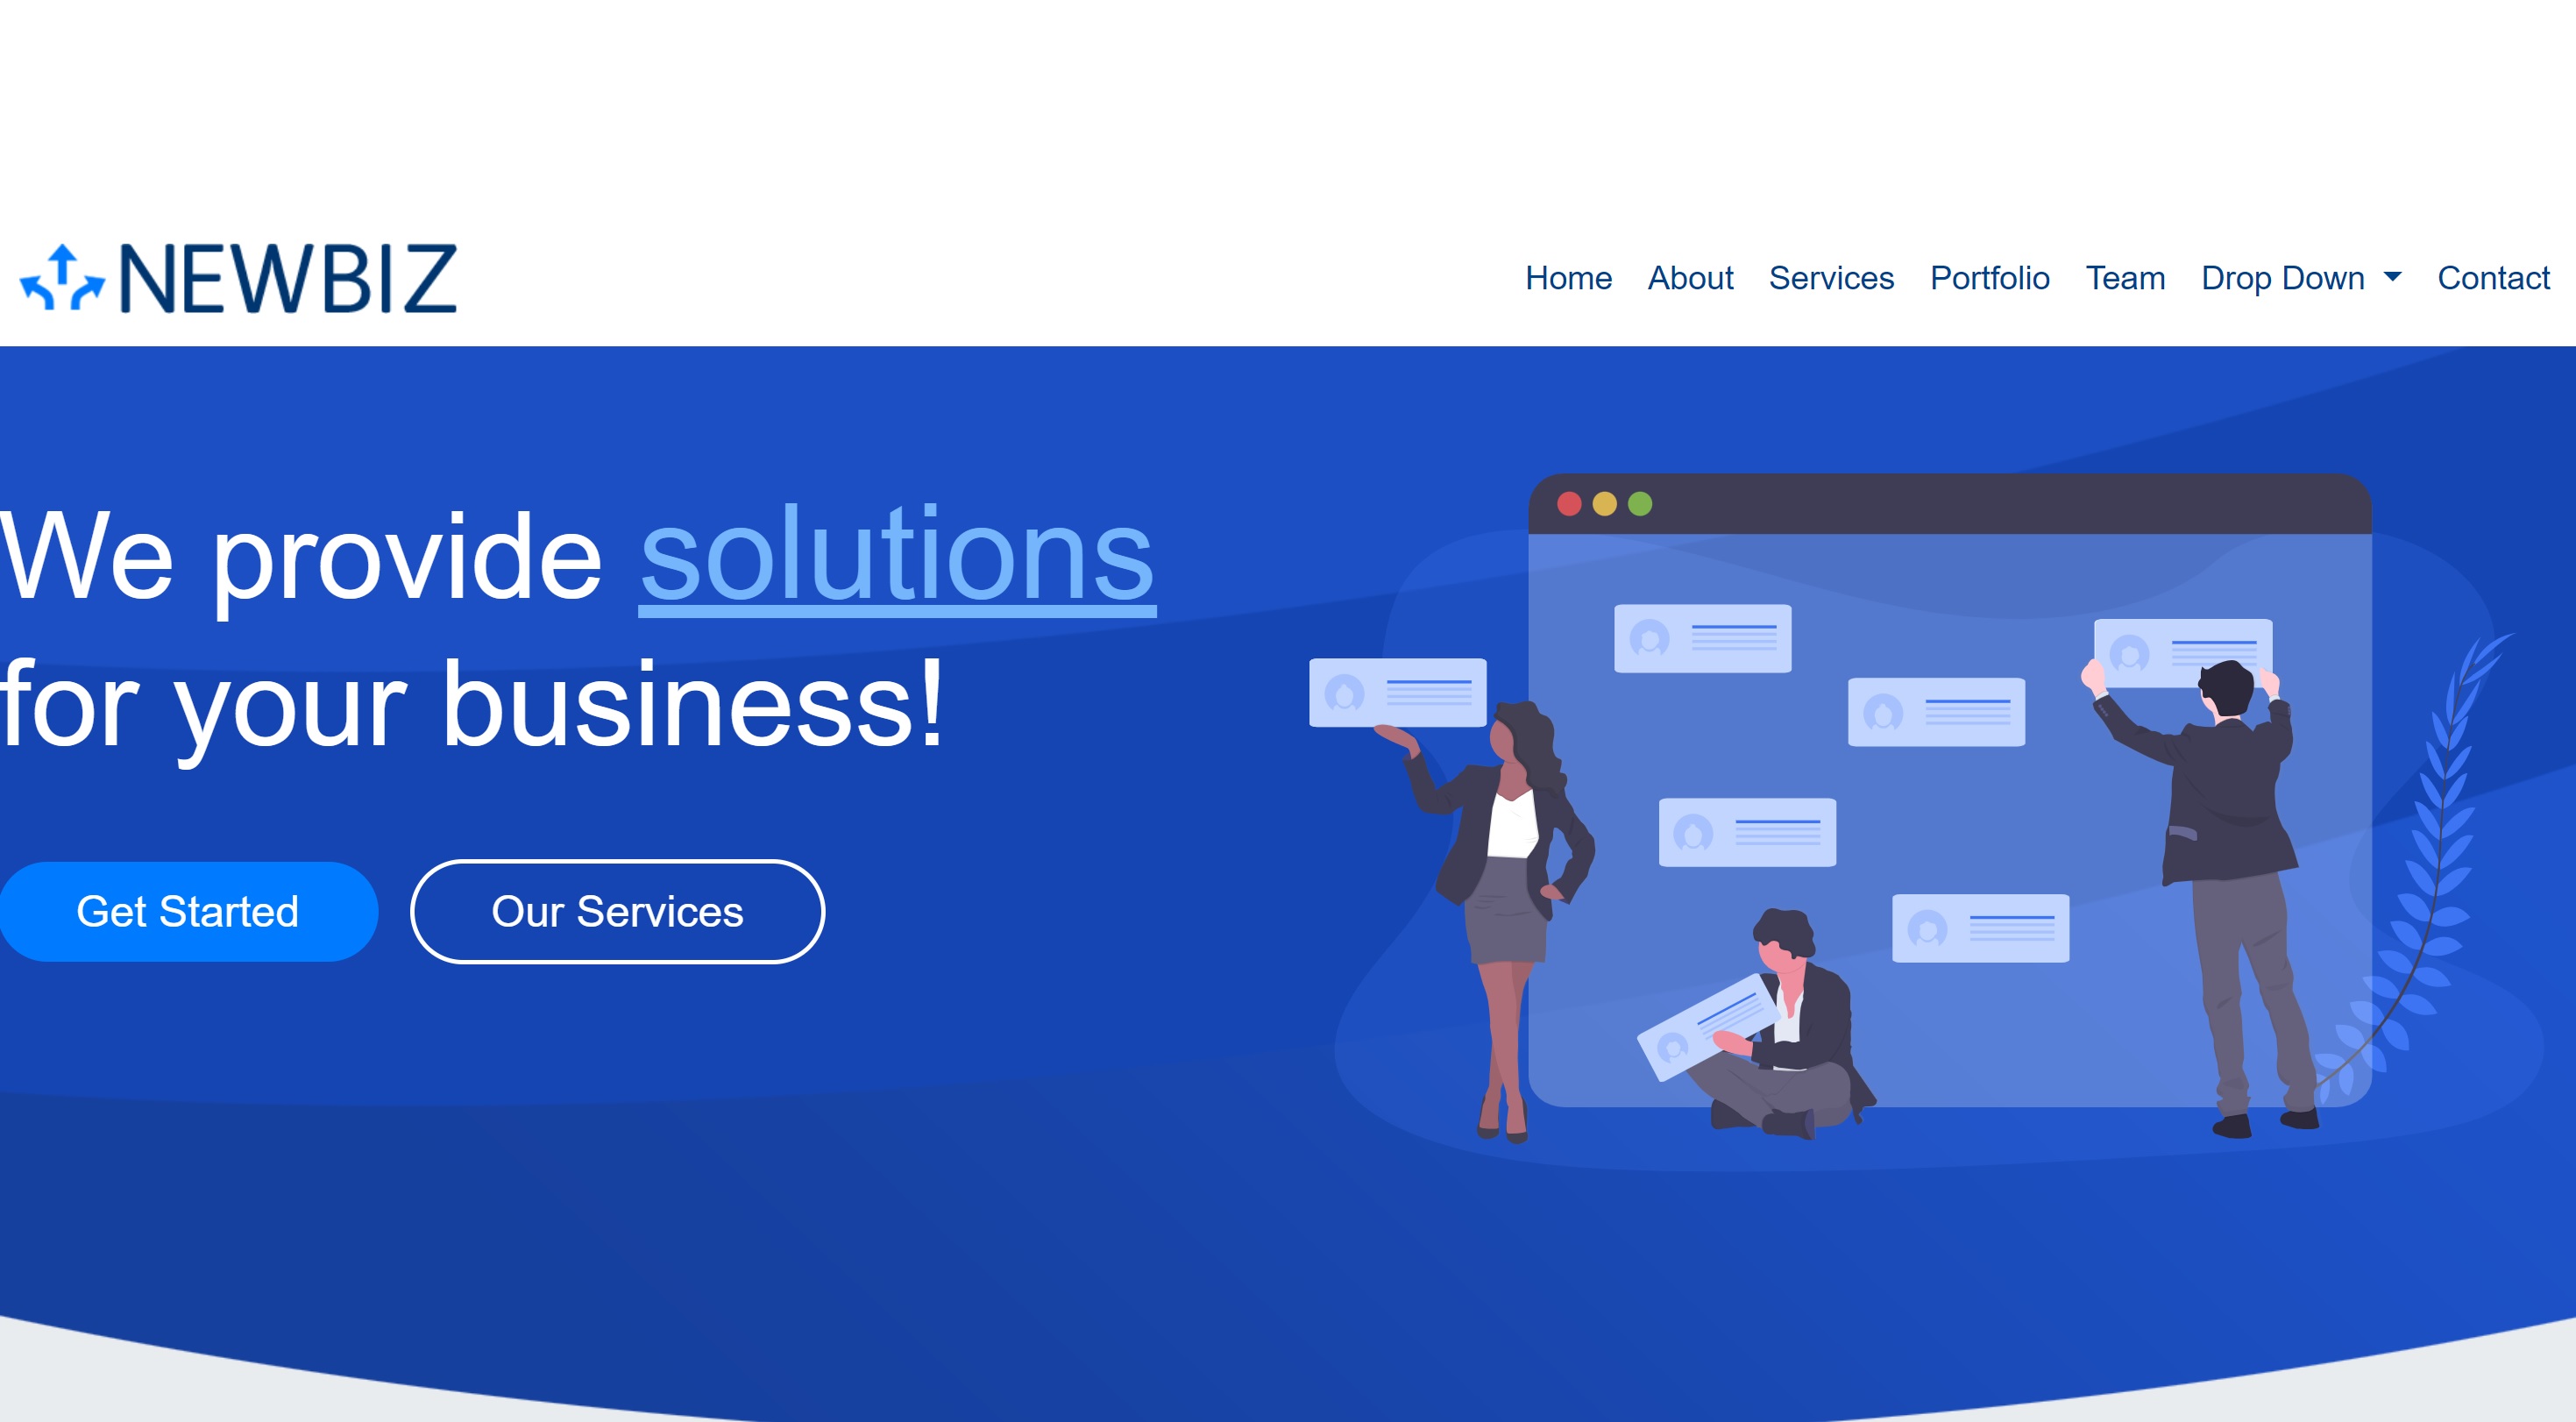 NEWBIZ
Home About Services Portfolio Team Drop Down Contact
We provide solutions
for your business!
Get Started Our Services